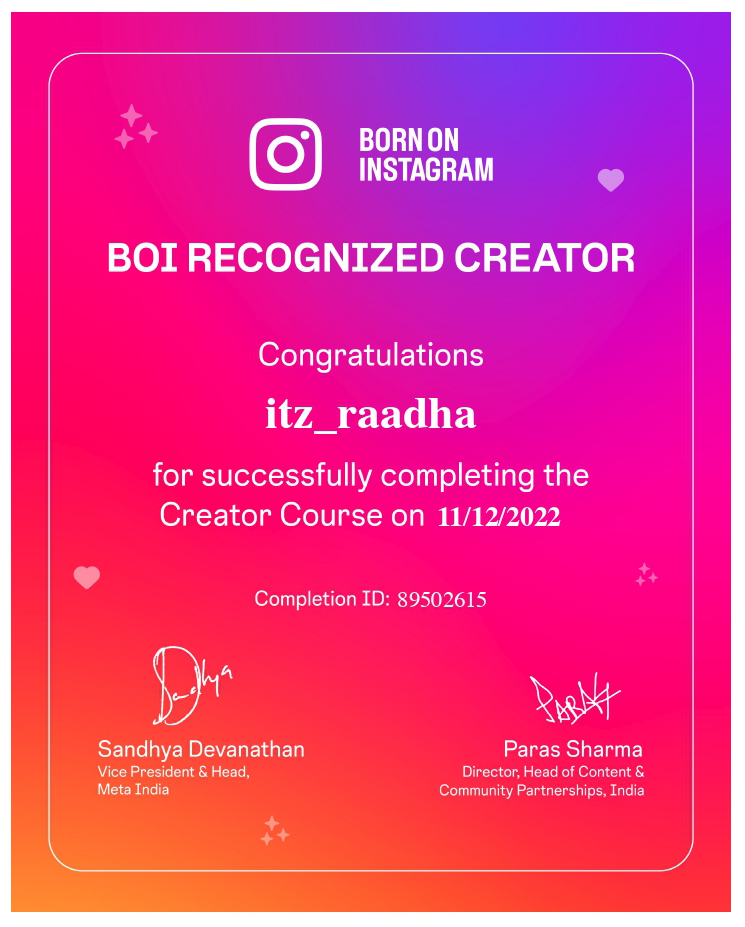 BORN ON
INSTAGRAM
BOI RECOGNIZED CREATOR
Congratulations
itz_raadha
for successfully completing the
Creator Course on 11/12/2022
Completion ID: 89502615
Sandhya
PARAS
Sandhya Devanathan
Paras Sharma
Vice President & Head,
Meta India
Director, Head of Content &
Community Partnerships, India